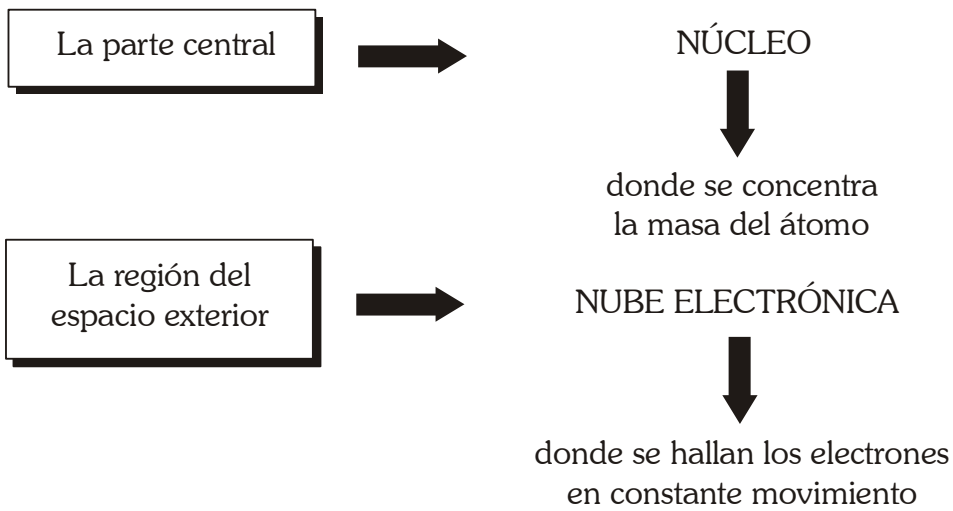 La parte central
NÚCLEO
donde se concentra
la masa del átomo
La región del
espacio exterior
NUBE ELECTRÓNICA
donde se hallan los electrones
en constante movimiento